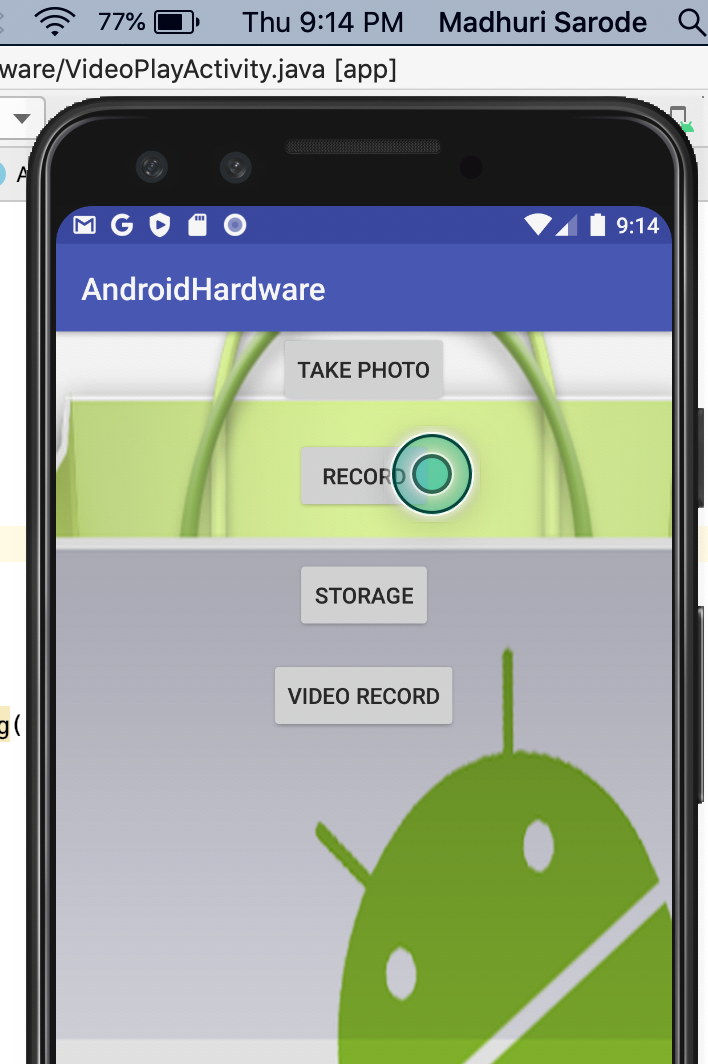 77% Thu 9:14 PM Madhuri Sarode
ware/VideoPlayActivity.java [app]
A
9:14
AndroidHardware
TAKE PHOTO
RECORD
STORAGE
VIDEO RECORD
g(